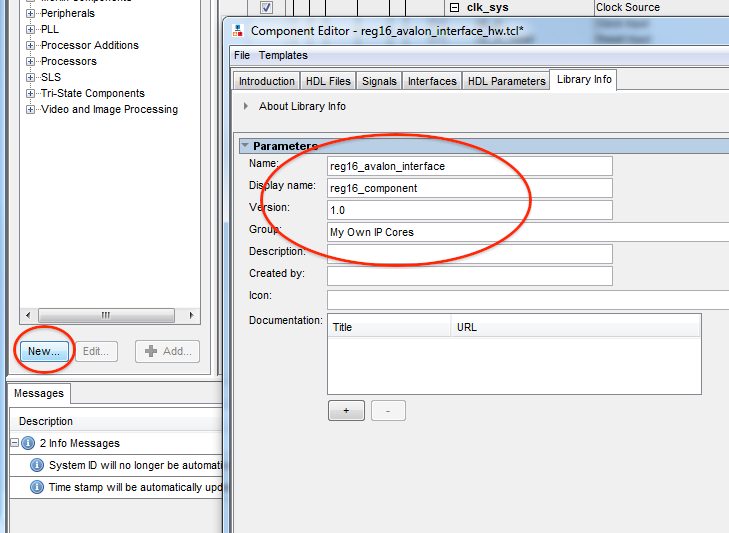 Peripherals
PLL
Processor Additions
Processors
SLS
Tri-State Components
Video and Image Processing
New...
Edit...
Add...
Messages
Description
2 Info Messages
System ID will no longer be automati
Time stamp will be automatically upd
clk_sys
Clock Source
Component Editor - reg16_avalon_interface_hw.tcl*
File Templates
Introduction HDL Files Signals Interfaces HDL Parameters Library Info
About Library Info
Parameters
Name: reg16_avalon_interface
Display name: reg16_component
Version: 1.0
Group: My Own IP Cores
Description:
Created by:
Icon:
Documentation: Title URL
+ -